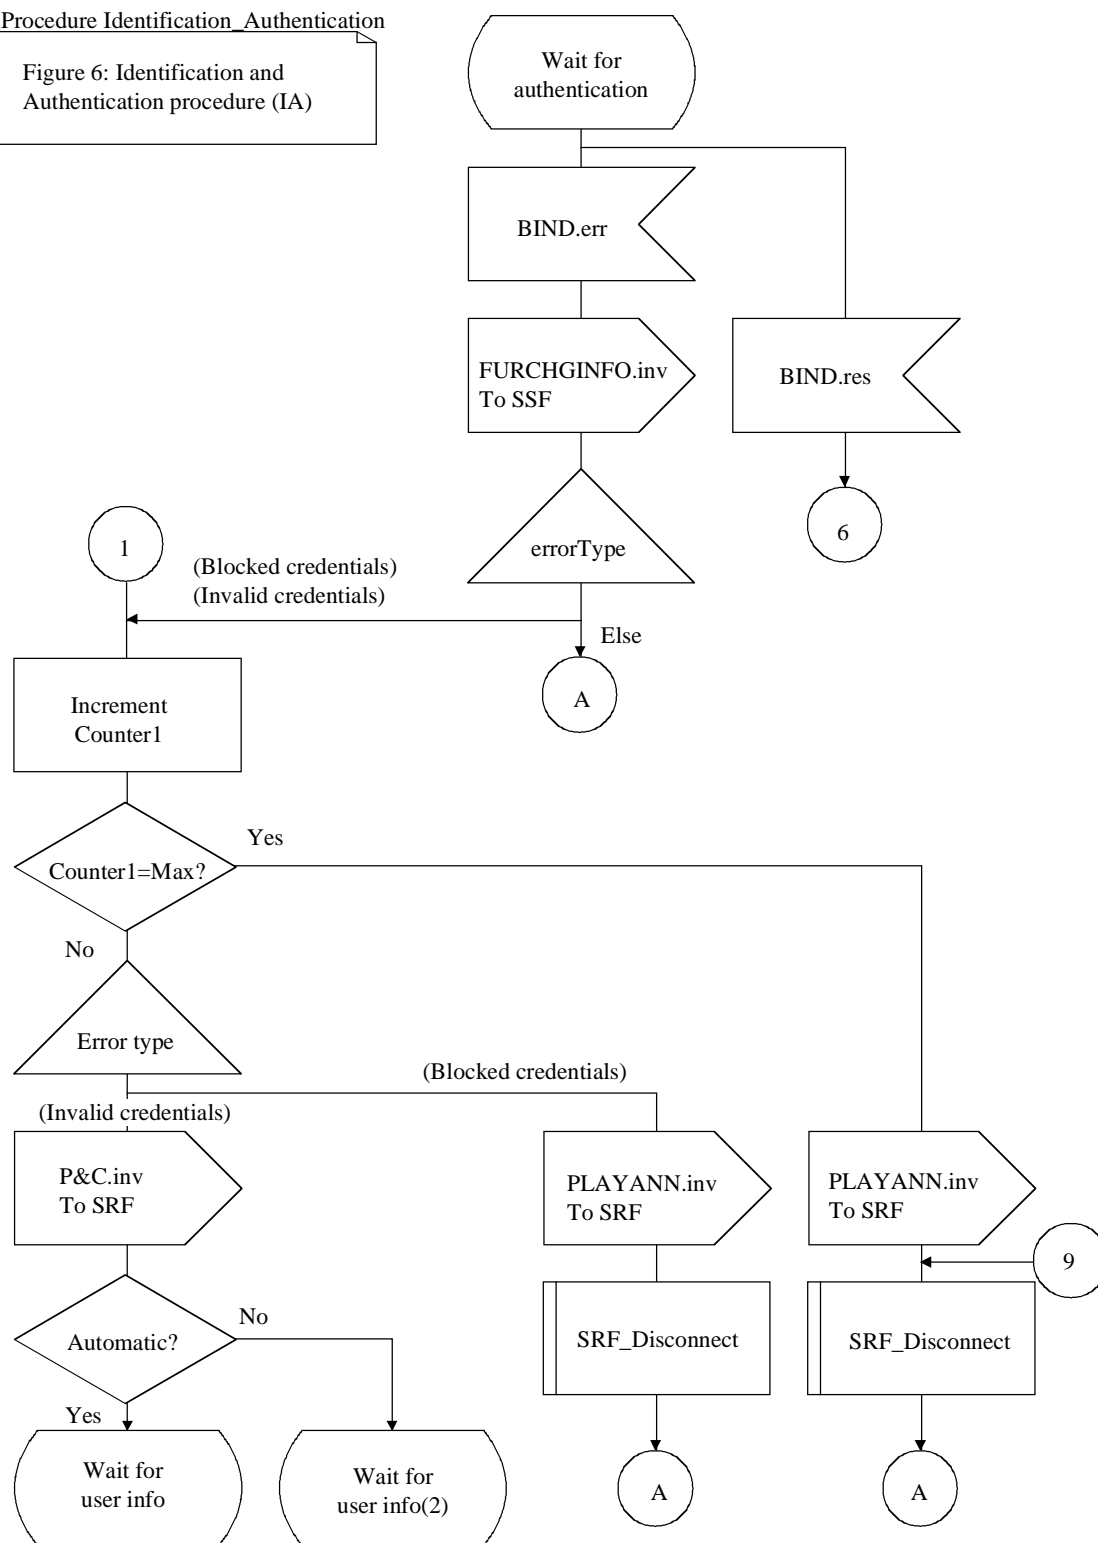 Procedure Identification_Authentication
Figure 6: Identification and
Authentication procedure (IA)
Wait for
authentication
BIND.err
FURCHGINFO.inv
To SSF
BIND.res
errorType
6
1
(Blocked credentials)
(Invalid credentials)
Else
A
Increment
Counter1
Counter1=Max?
Yes
No
Error type
(Blocked credentials)
(Invalid credentials)
P&C.inv
To SRF
PLAYANN.inv
To SRF
PLAYANN.inv
To SRF
9
Automatic?
No
SRF_Disconnect
SRF_Disconnect
Yes
Wait for
user info
Wait for
user info(2)
A
A